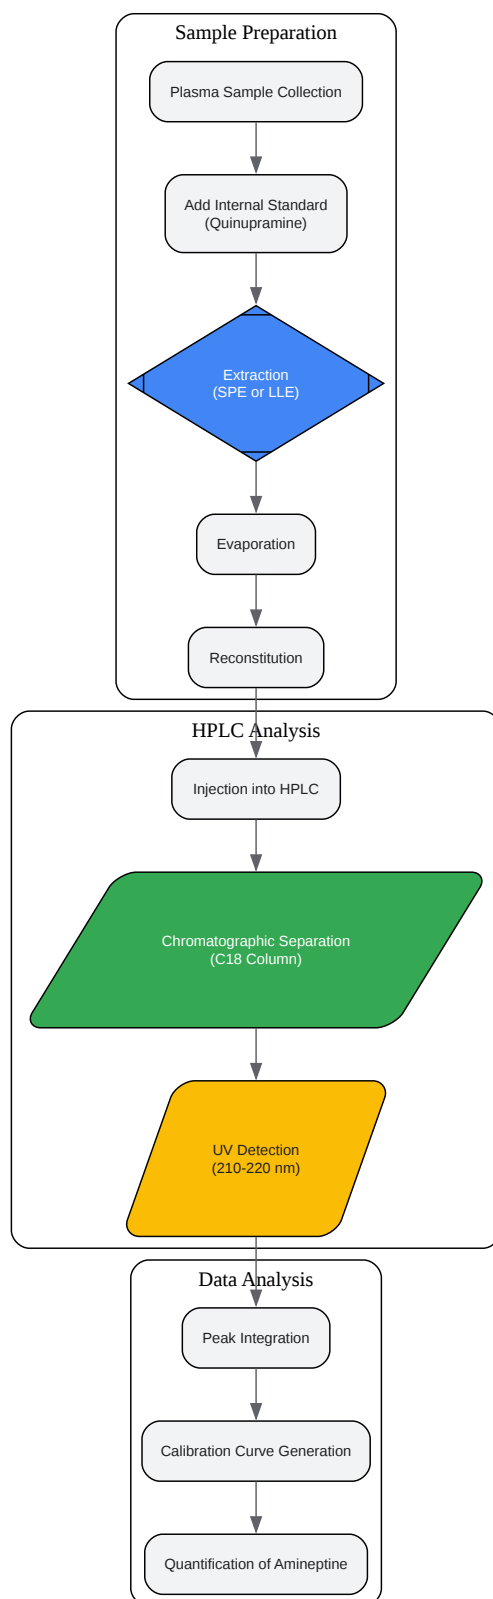 Sample Preparation
Plasma Sample Collection
Add Internal Standard
(Quinupramine)
Extraction
(SPE or LLE)
Evaporation
Reconstitution
HPLC Analysis
Injection into HPLC
Chromatographic Separation
(C18 Column)
UV Detection
(210-220 nm)
Data Analysis
Peak Integration
Calibration Curve Generation
Quantification of Amineptine